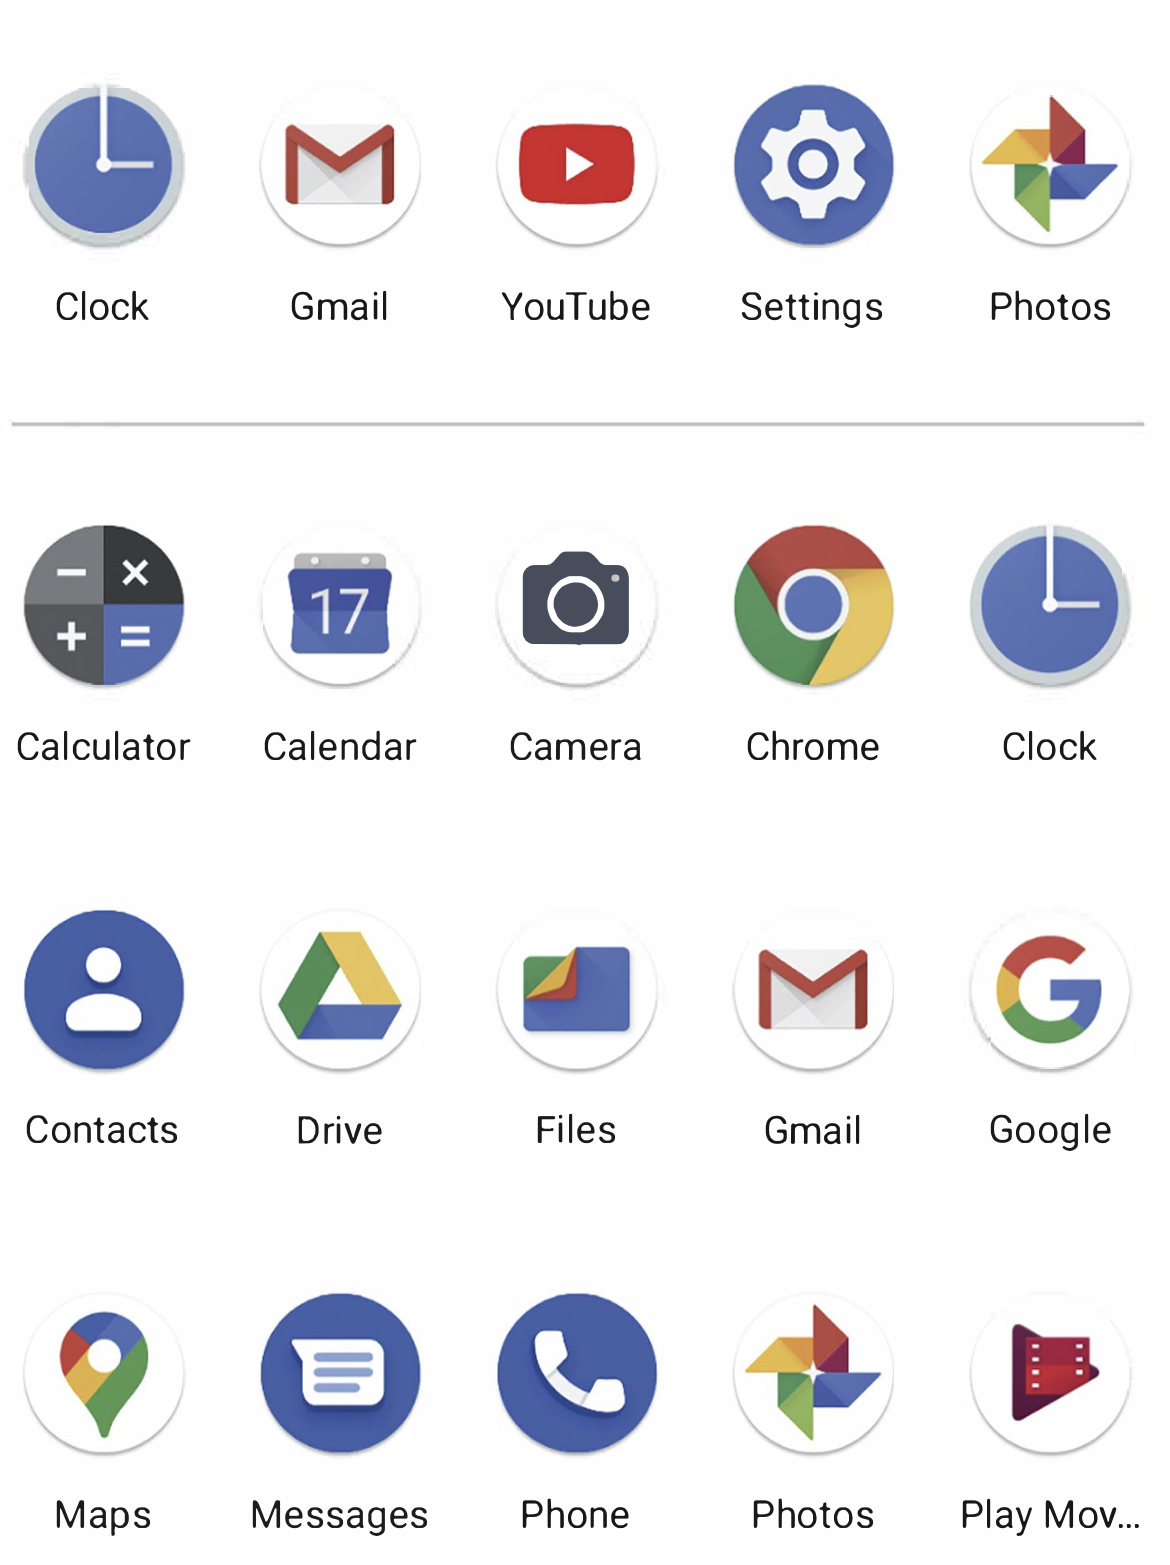 Clock Gmail YouTube Settings Photos
17
Calculator Calendar Camera Chrome Clock
Contacts Drive Files Gmail Google
Maps Messages Phone Photos Play Mov...